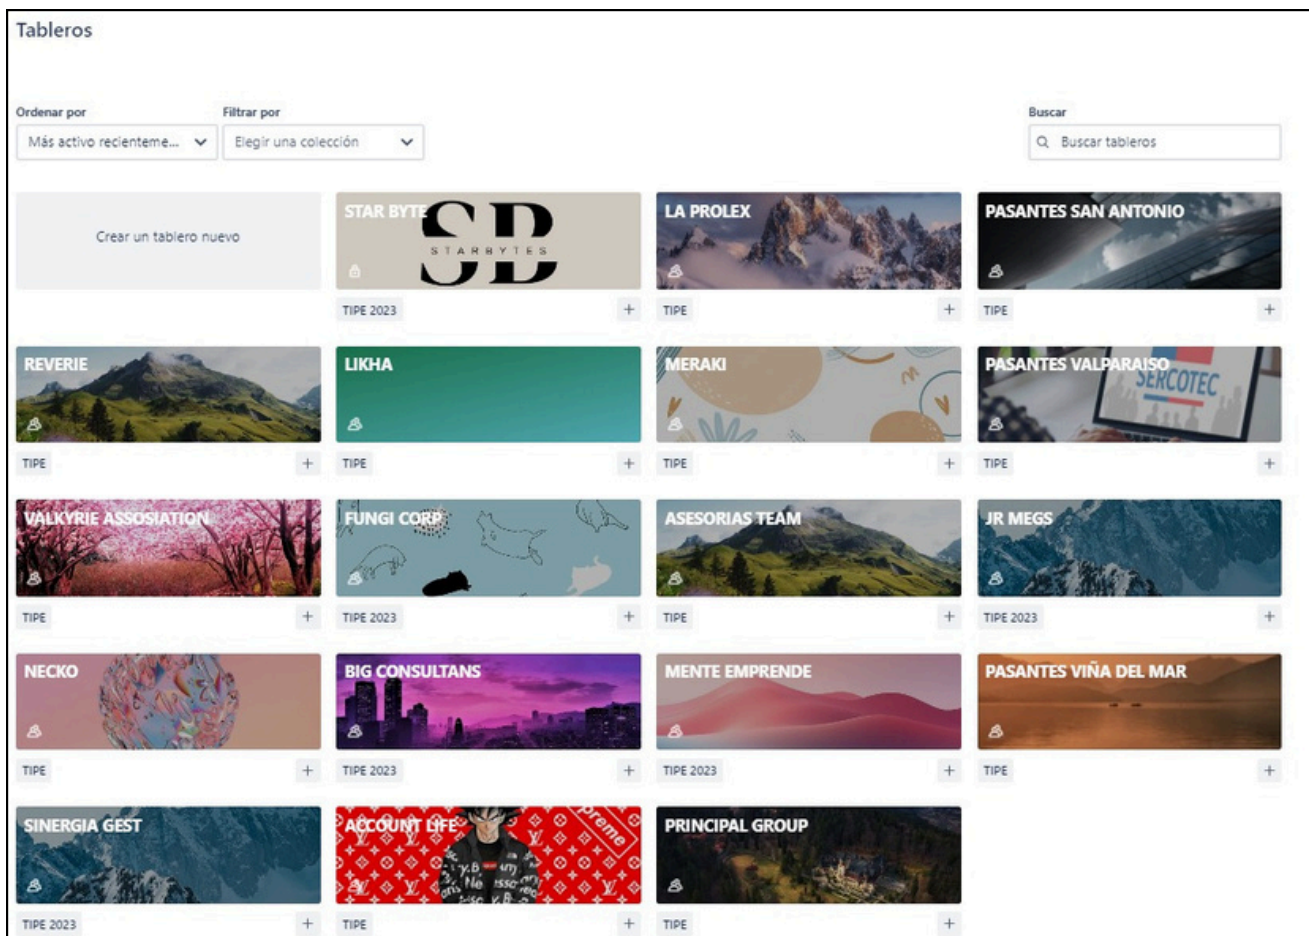 Tableros
Ordenar por
Filtrar por
Buscar
Más activo recienteme...
Elegir una colección
Buscar tableros
Crear un tablero nuevo
STAR BYTE
STARBYTES
TIPE 2023
LA PROLEX
TIPE
PASANTES SAN ANTONIO
TIPE
REVERIE
TIPE
LIKHA
TIPE
MERAKI
TIPE
PASANTES VALPARAISO
SERCOTEC
TIPE
VALKYRIE ASSOSIATION
TIPE
FUNGI CORP
TIPE 2023
ASESORIAS TEAM
TIPE
JR MEGS
TIPE 2023
NECKO
TIPE
BIG CONSULTANS
TIPE 2023
MENTE EMPRENDE
TIPE 2023
PASANTES VIÑA DEL MAR
TIPE
SINERGIA GEST
TIPE 2023
ACCOUNT LIFE
preme
TIPE
PRINCIPAL GROUP
TIPE